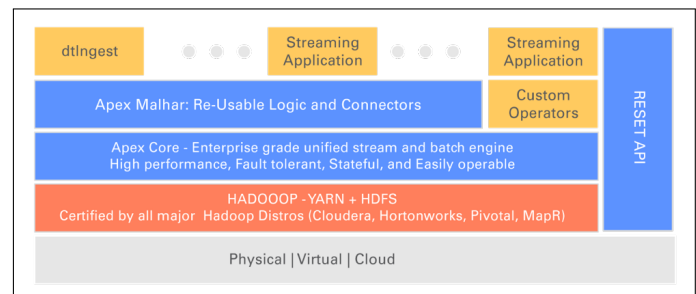 dtIngest
Streaming
Application
Streaming
Application
Apex Malhar: Re-Usable Logic and Connectors
Custom
Operators
RESET API
Apex Core - Enterprise grade unified stream and batch engine
High performance, Fault tolerant, Stateful, and Easily operable
HADOOOP -YARN + HDFS
Certified by all major Hadoop Distros (Cloudera, Hortonworks, Pivotal, MapR)
Physical | Virtual | Cloud